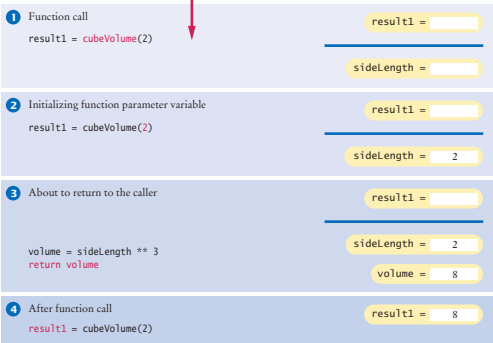 1 Function call
result1 = cubeVolume(2)
result1 =
sideLength =
2 Initializing function parameter variable
result1 = cubeVolume(2)
result1 =
sideLength = 2
3 About to return to the caller
result1 =
volume = sideLength ** 3
return volume
sideLength = 2
volume = 8
4 After function call
result1 = cubeVolume(2)
result1 = 8